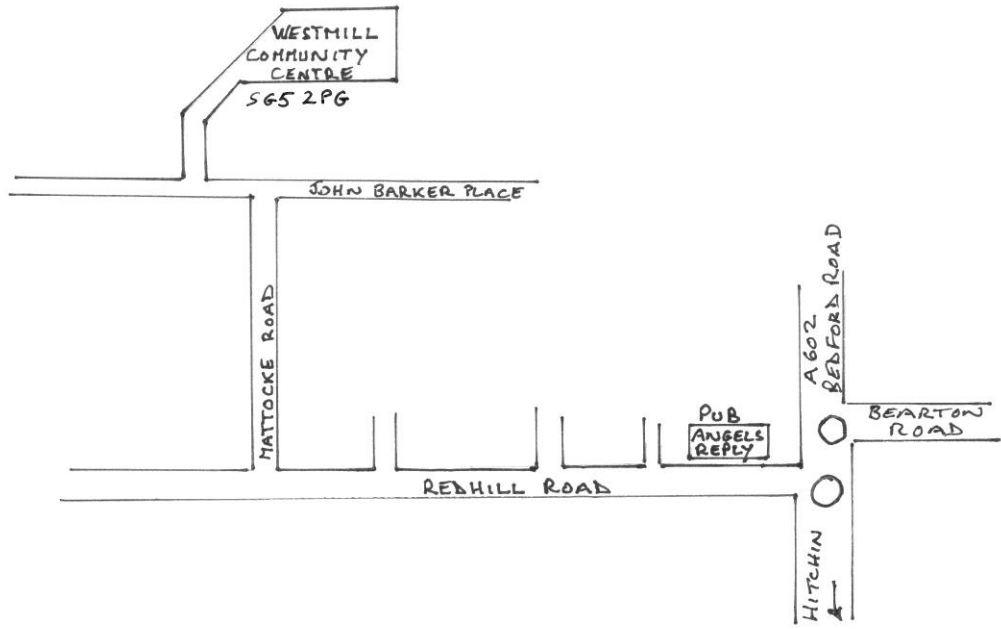 WESTMILL
COMMUNITY
CENTRE
SG5 2PG
JOHN BARKER PLACE
MATTOCKE ROAD
A602
BEDFORD ROAD
BEARTON
ROAD
PUB
ANGELS
REPLY
REDHILL ROAD
HITCHIN